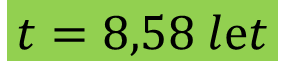 t = 8,58 let